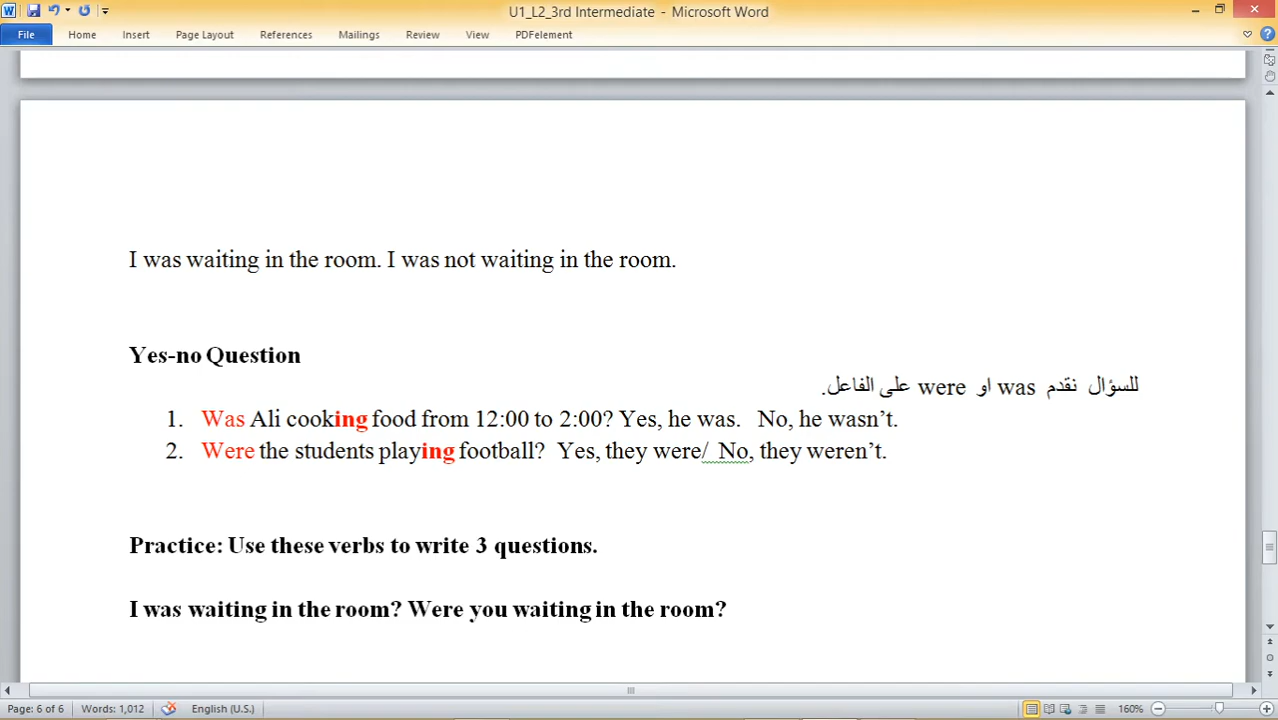 U1_L2_3rd Intermediate - Microsoft Word
File Home Insert Page Layout References Mailings Review View PDFelement
I was waiting in the room. I was not waiting in the room.
Yes-no Question
للسؤال نقدم was او were على الفاعل.
1. Was Ali cooking food from 12:00 to 2:00? Yes, he was. No, he wasn’t.
2. Were the students playing football? Yes, they were/ No, they weren’t.
Practice: Use these verbs to write 3 questions.
I was waiting in the room? Were you waiting in the room?
Page: 6 of 6 Words: 1,012 English (U.S.) 160%